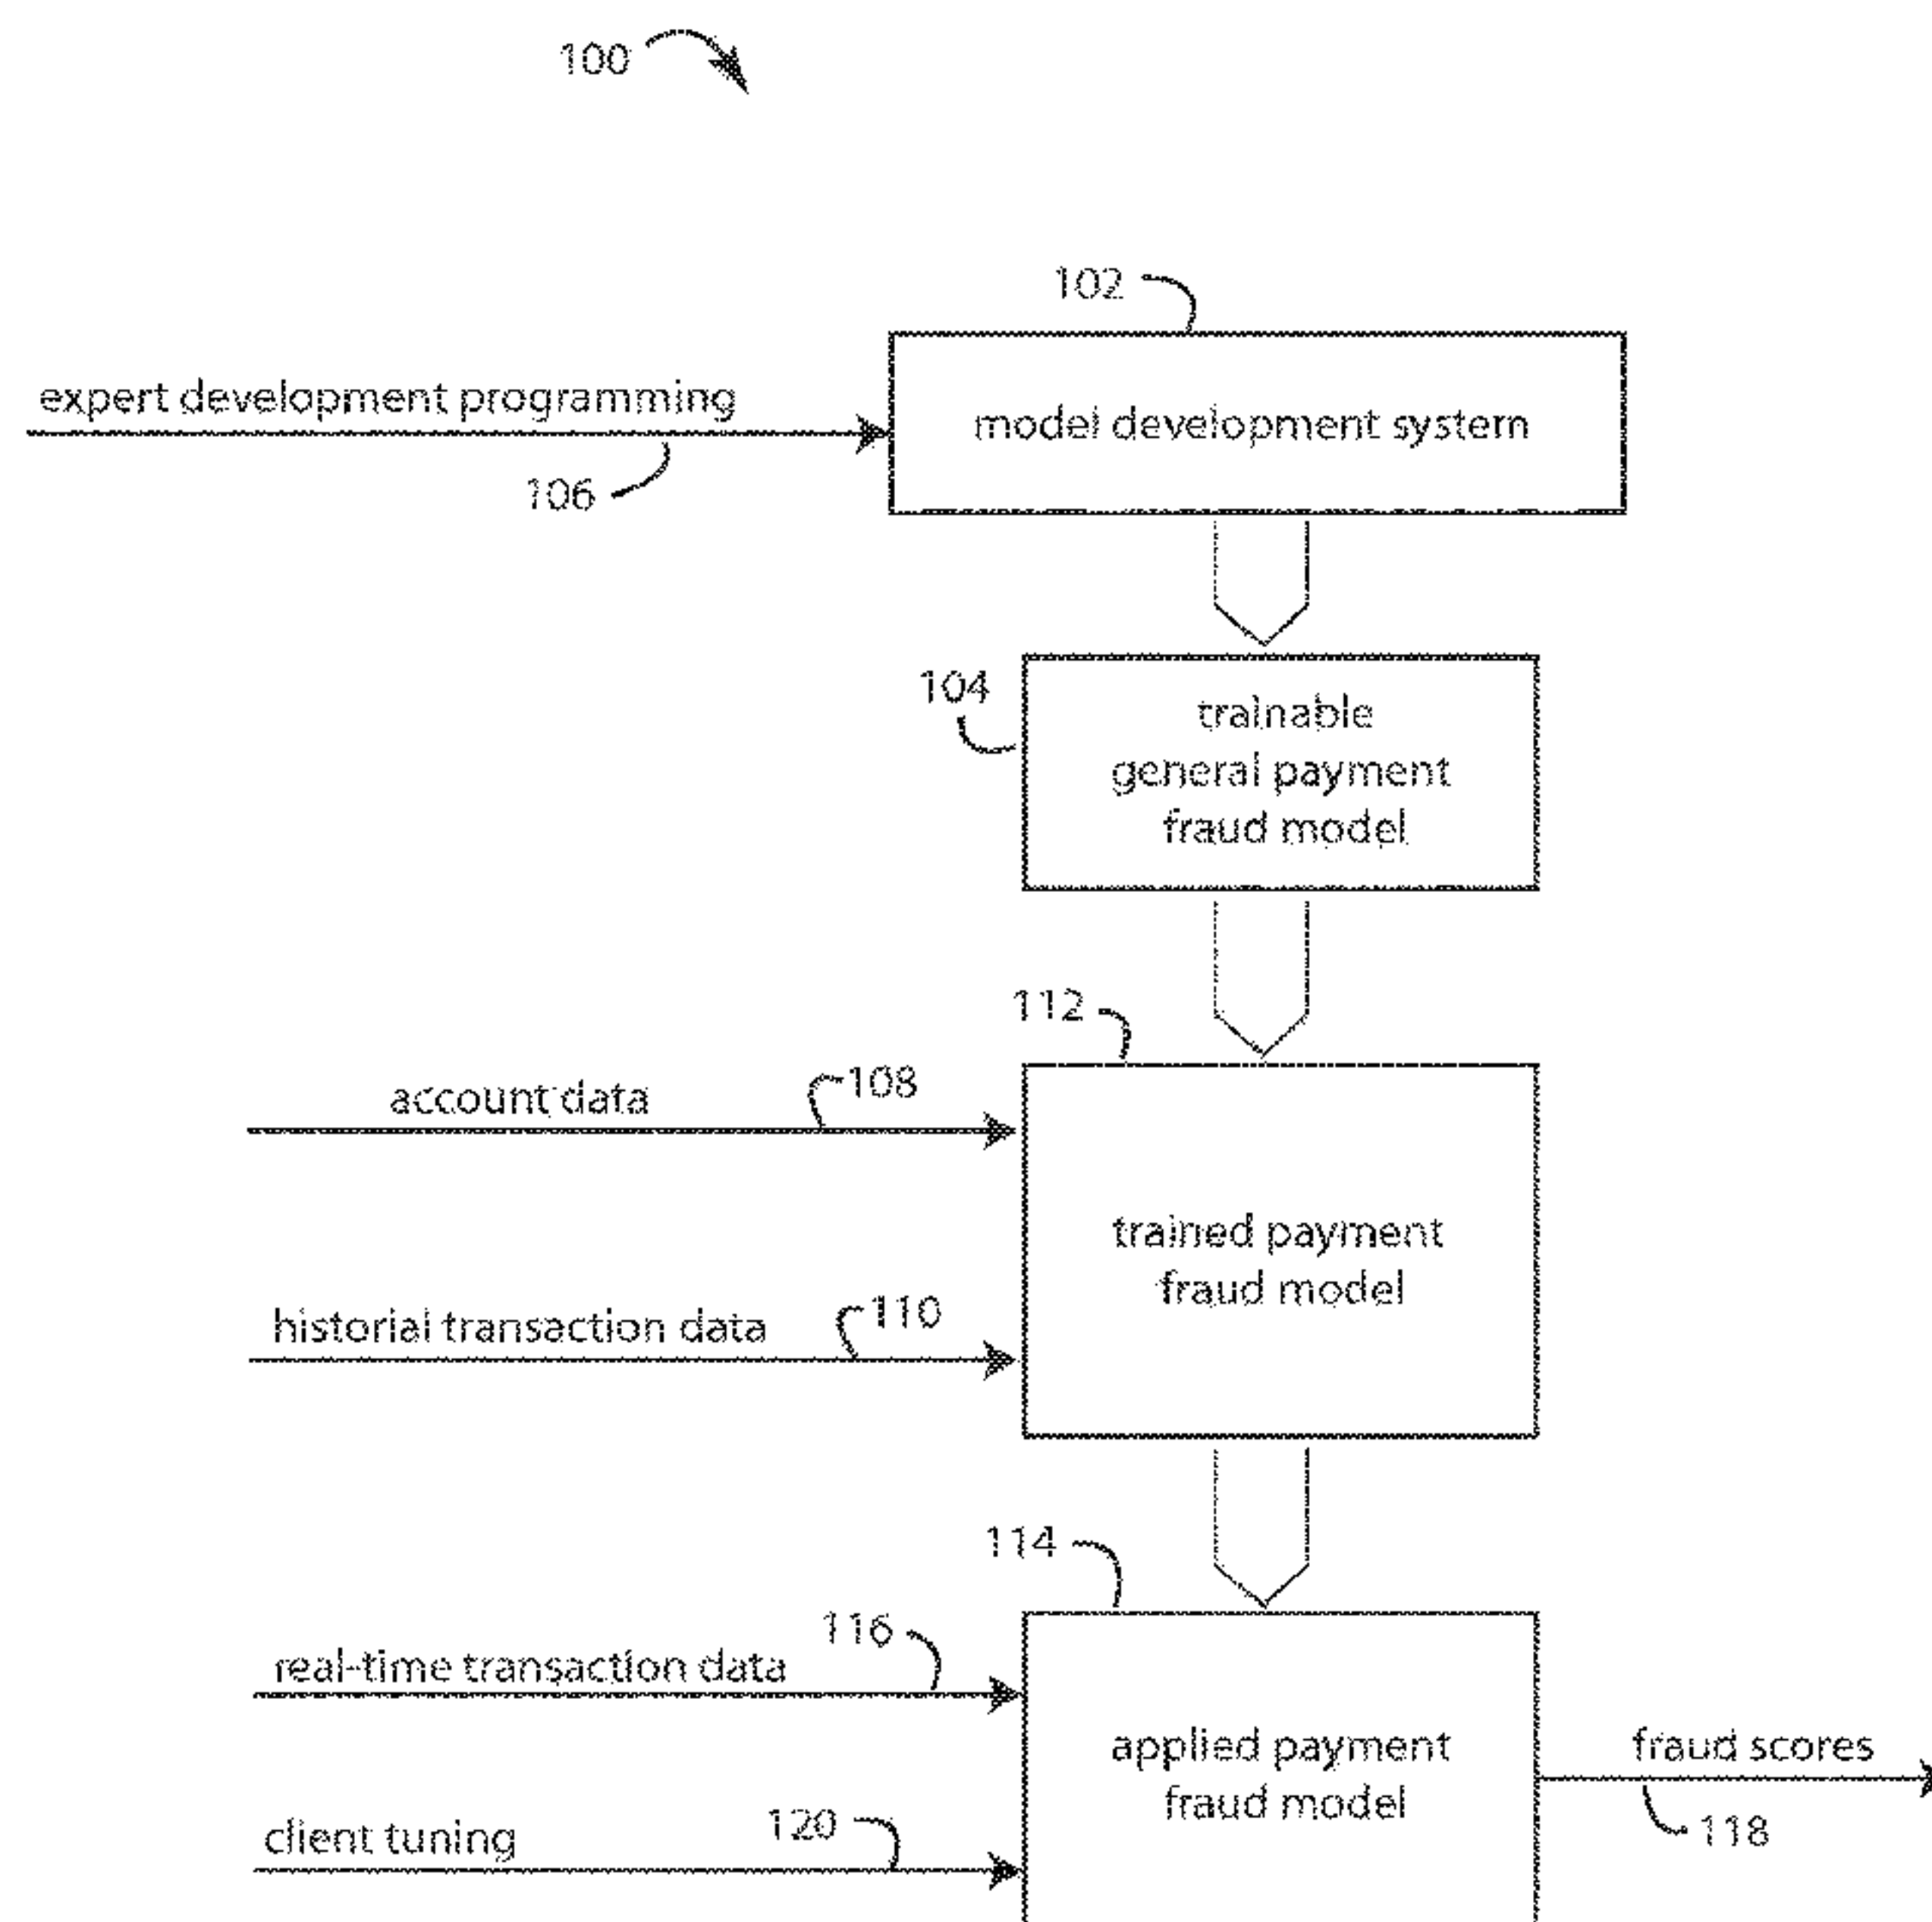 100
102
expert development programming
model development system
106
104
trainable
general payment
fraud model
112
account data
108
trained payment
fraud model
historial transaction data
110
114
116
real-time transaction data
applied payment
fraud model
fraud scores
118
client tuning
120